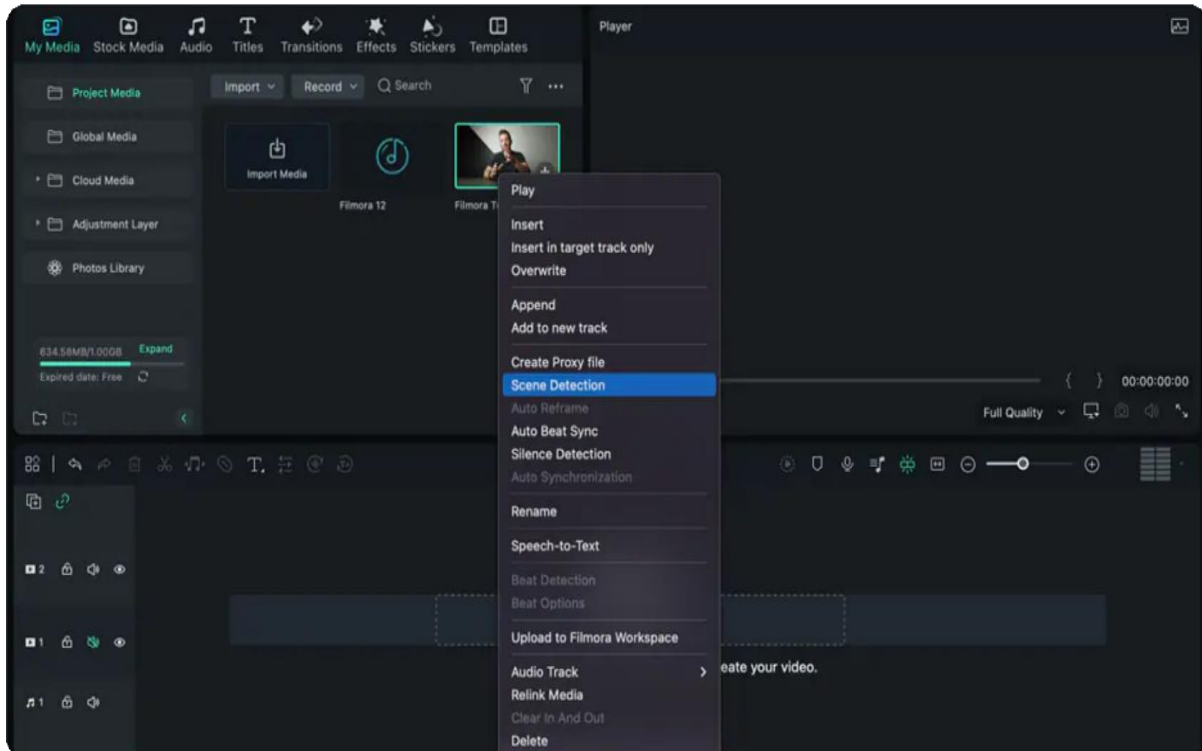 My Media Stock Media Audio Titles Transitions Effects Stickers Templates
Player
Project Media
Import Record Search
Global Media
Cloud Media
Adjustment Layer
Photos Library
Import Media
Filmora 12
Filmora T
634.58MB/1.00GB Expand
Expired date: Free
Play
Insert
Insert in target track only
Overwrite
Append
Add to new track
Create Proxy file
Scene Detection
Auto Reframe
Auto Beat Sync
Silence Detection
Auto Synchronization
Rename
Speech-to-Text
Beat Detection
Beat Options
Upload to Filmora Workspace
Audio Track
Relink Media
Clear In And Out
Delete
{ } 00:00:00:00
Full Quality
2
1
1
eate your video.